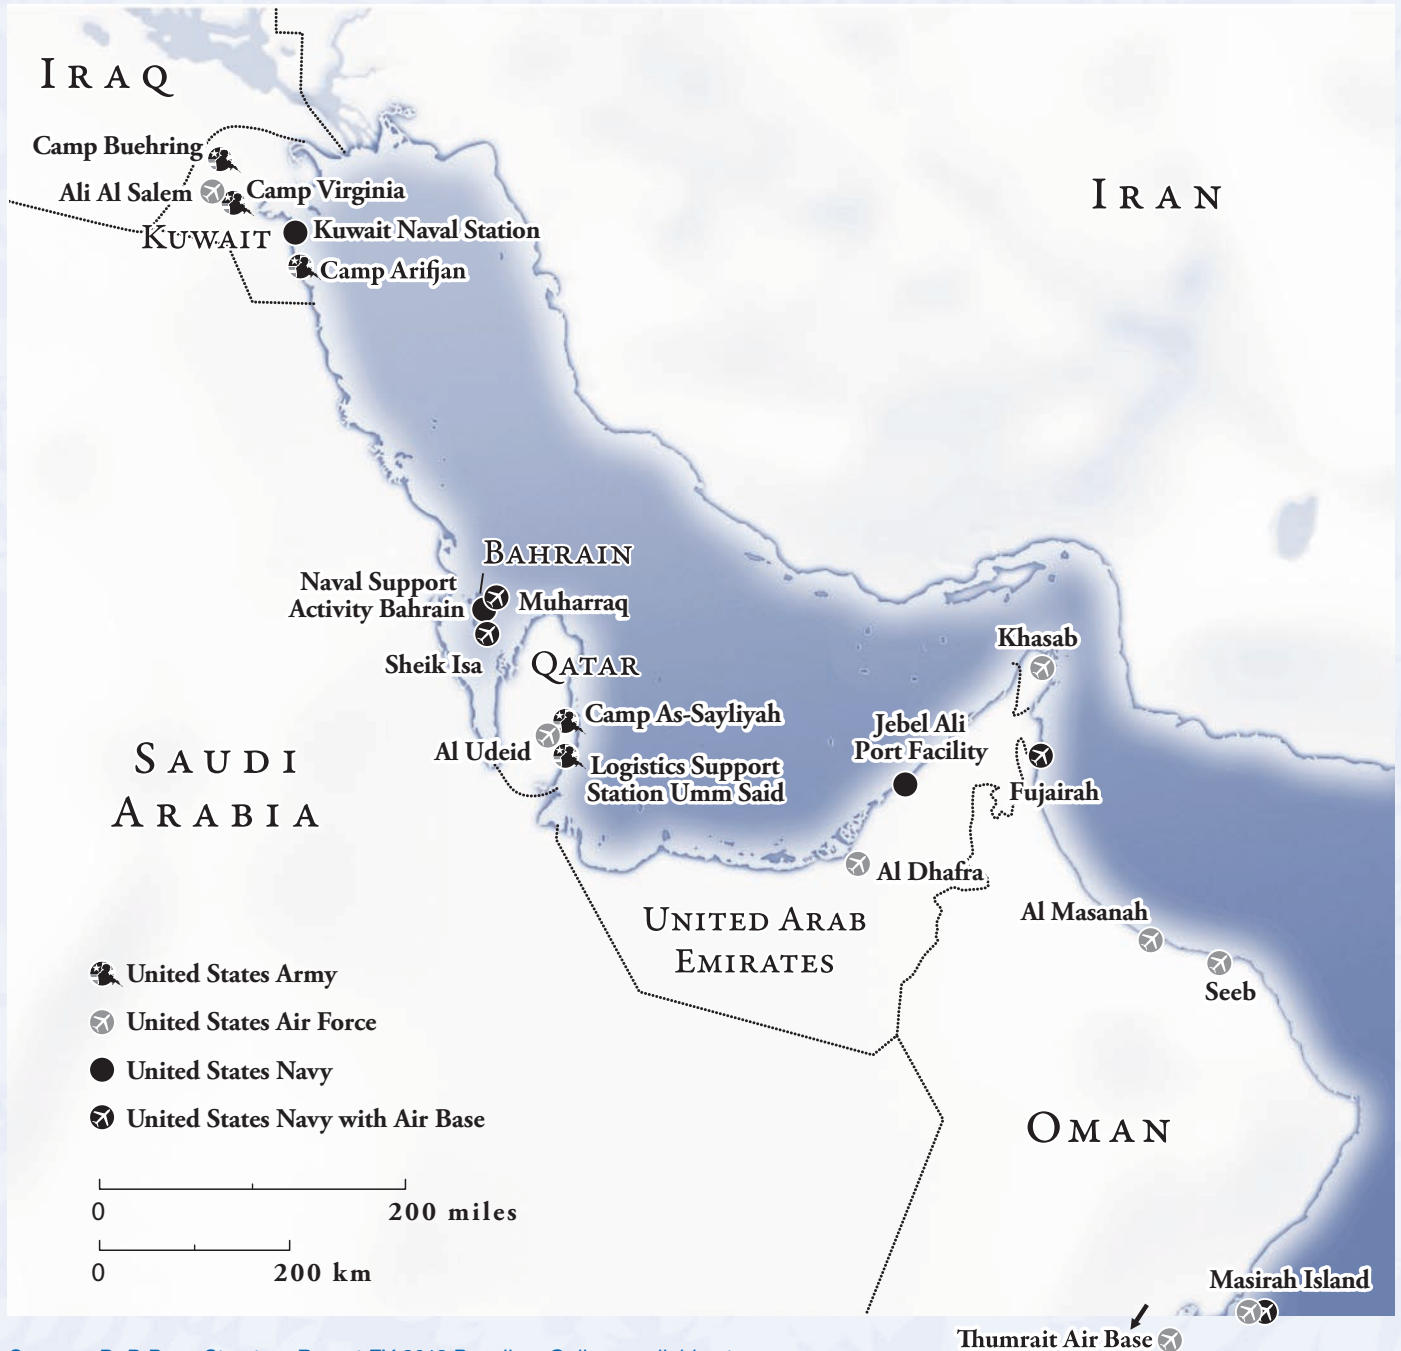 IRAQ
Camp Buehring
Ali Al Salem
Camp Virginia
KUWAIT
Kuwait Naval Station
Camp Arifjan
IRAN
BAHRAIN
Naval Support
Activity Bahrain
Muharraq
Sheik Isa
QATAR
Khasab
Camp As-Sayliyah
Al Udeid
Logistics Support
Station Umm Said
Jebel Ali
Port Facility
Fujairah
SAUDI
ARABIA
Al Dhafra
UNITED ARAB
EMIRATES
Al Masanah
Seeb
United States Army
United States Air Force
United States Navy
United States Navy with Air Base
OMAN
0
200 miles
0
200 km
Masirah Island
Thumrait Air Base